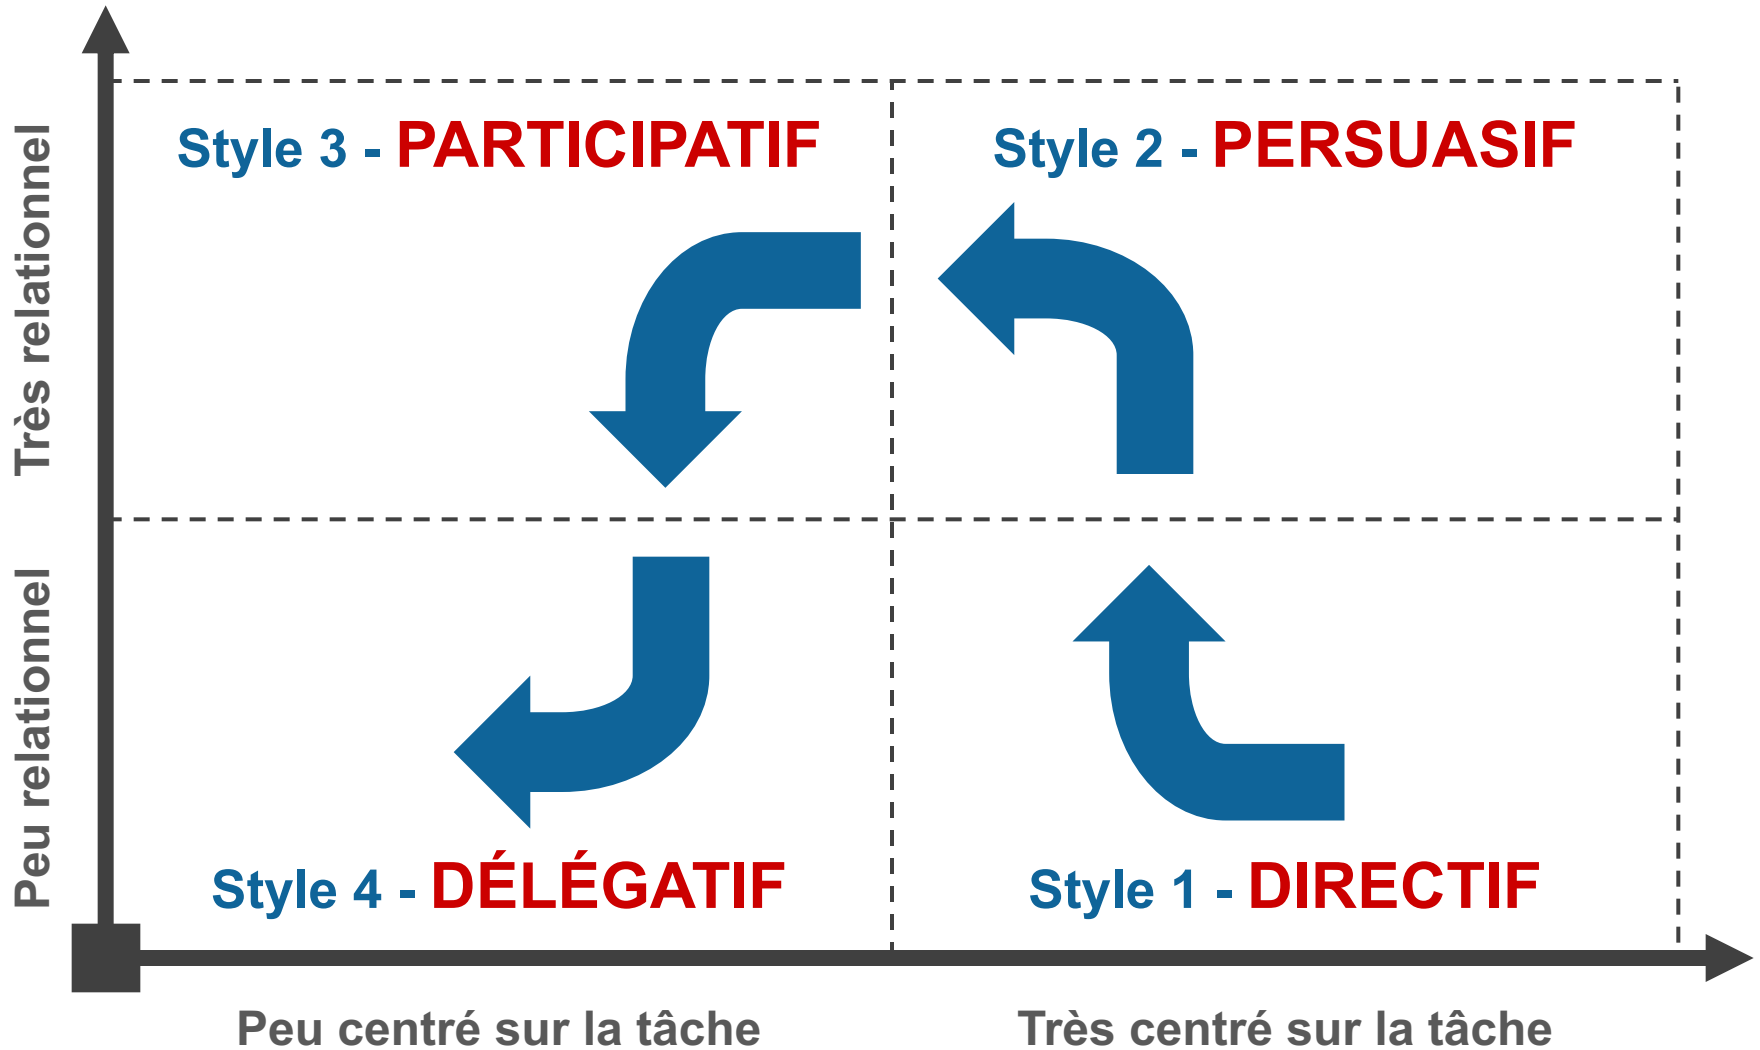 Très relationnel
Peu relationnel
Style 3 - PARTICIPATIF
Style 2 - PERSUASIF
Style 4 - DÉLÉGATIF
Style 1 - DIRECTIF
Peu centré sur la tâche
Très centré sur la tâche